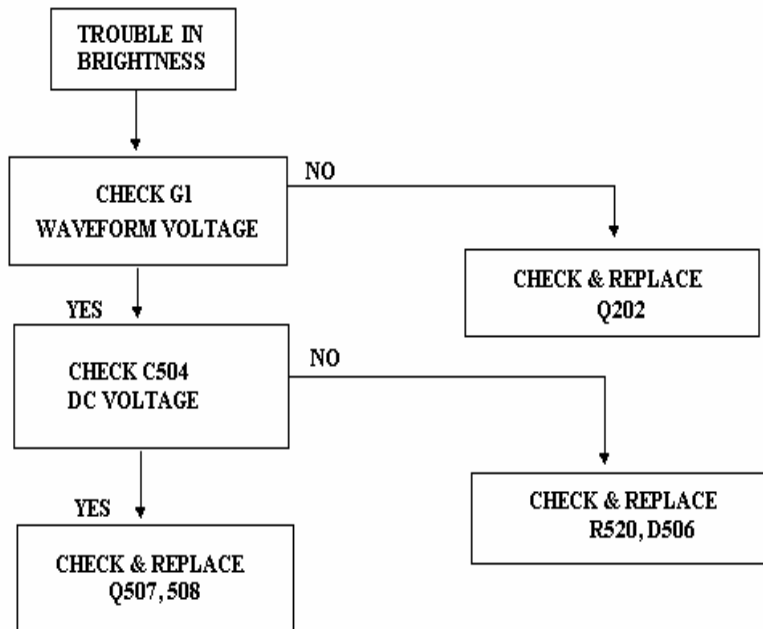 TROUBLE IN
BRIGHTNESS
CHECK G1
WAVEFORM VOLTAGE
NO
CHECK & REPLACE
Q202
YES
CHECK C504
DC VOLTAGE
NO
CHECK & REPLACE
R520, D506
YES
CHECK & REPLACE
Q507, 508